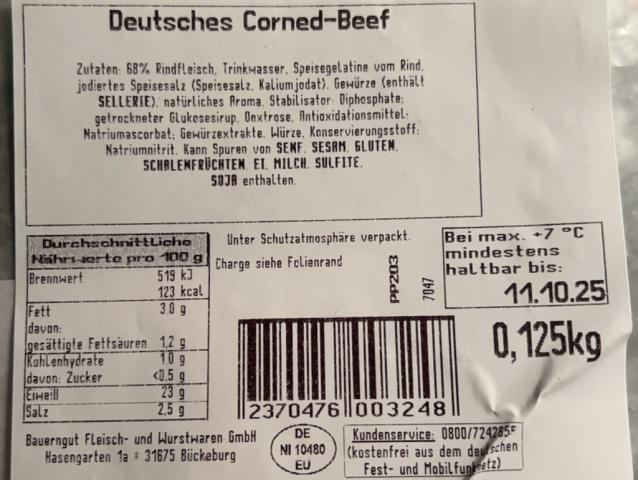 Deutsches Corned-Beef
Zutaten: 68% Rindfleisch, Trinkwasser, Speisegelatine vom Rind,
jodiertes Speisesalz (Speisesalz, Kaliumjodat), Gewürze (enthält
SELLERIE), natürliches Aroma, Stabilisator: Diphosphate;
getrockneter Glukosesirup, Dextrose, Antioxidationsmittel:
Natriumascorbat; Gewürzextrakte, Würze, Konservierungsstoff:
Natriumnitrit. Kann Spuren von SENF, SESAM, GLUTEN,
SCHALENFRÜCHTEN, EI, MILCH, SULFITE,
SOJA enthalten.
Durchschnittliche
Nährwerte pro 100 g
Brennwert 519 kJ
123 kcal
Fett 3,0 g
davon:
gesättigte Fettsäuren 1,2 g
Kohlenhydrate 1,0 g
davon: Zucker <0,5 g
Eiweiß 23 g
Salz 2,5 g
Unter Schutzatmosphäre verpackt.
Charge siehe Folienrand
PP203
7047
Bei max. +7 °C
mindestens
haltbar bis:
11.10.25
0,125kg
2370476 003248
Bauerngut Fleisch- und Wurstwaren GmbH
Hasengarten 1a * 31675 Bückeburg
DE
NI 10480
EU
Kundenservice: 0800/724285
(kostenfrei aus dem deutschen
Fest- und Mobilfunknetz)